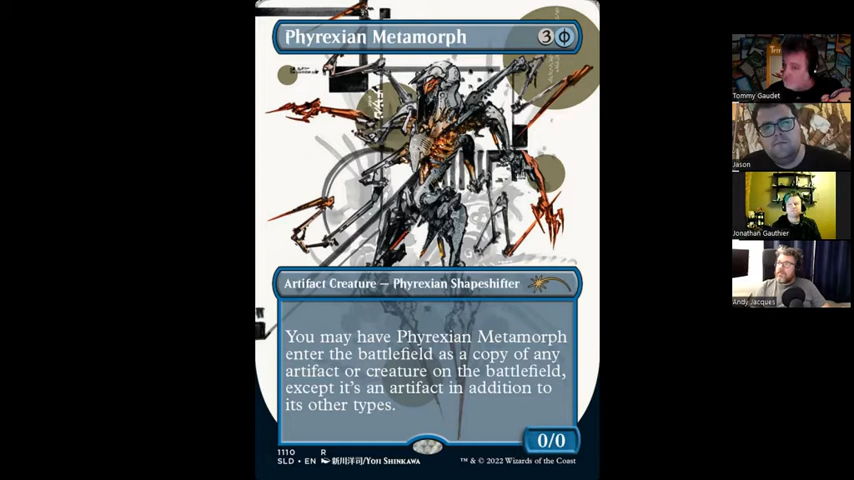 Phyrexian Metamorph
3
Artifact Creature — Phyrexian Shapeshifter
You may have Phyrexian Metamorph
enter the battlefield as a copy of any
artifact or creature on the battlefield,
except it's an artifact in addition to
its other types.
0/0
1110 R
SLD • EN 新川洋司/Yoji Shinkawa
™ & © 2022 Wizards of the Coast
Tommy Gaudet
Jason
Jonathan Gauthier
Andy Jacques